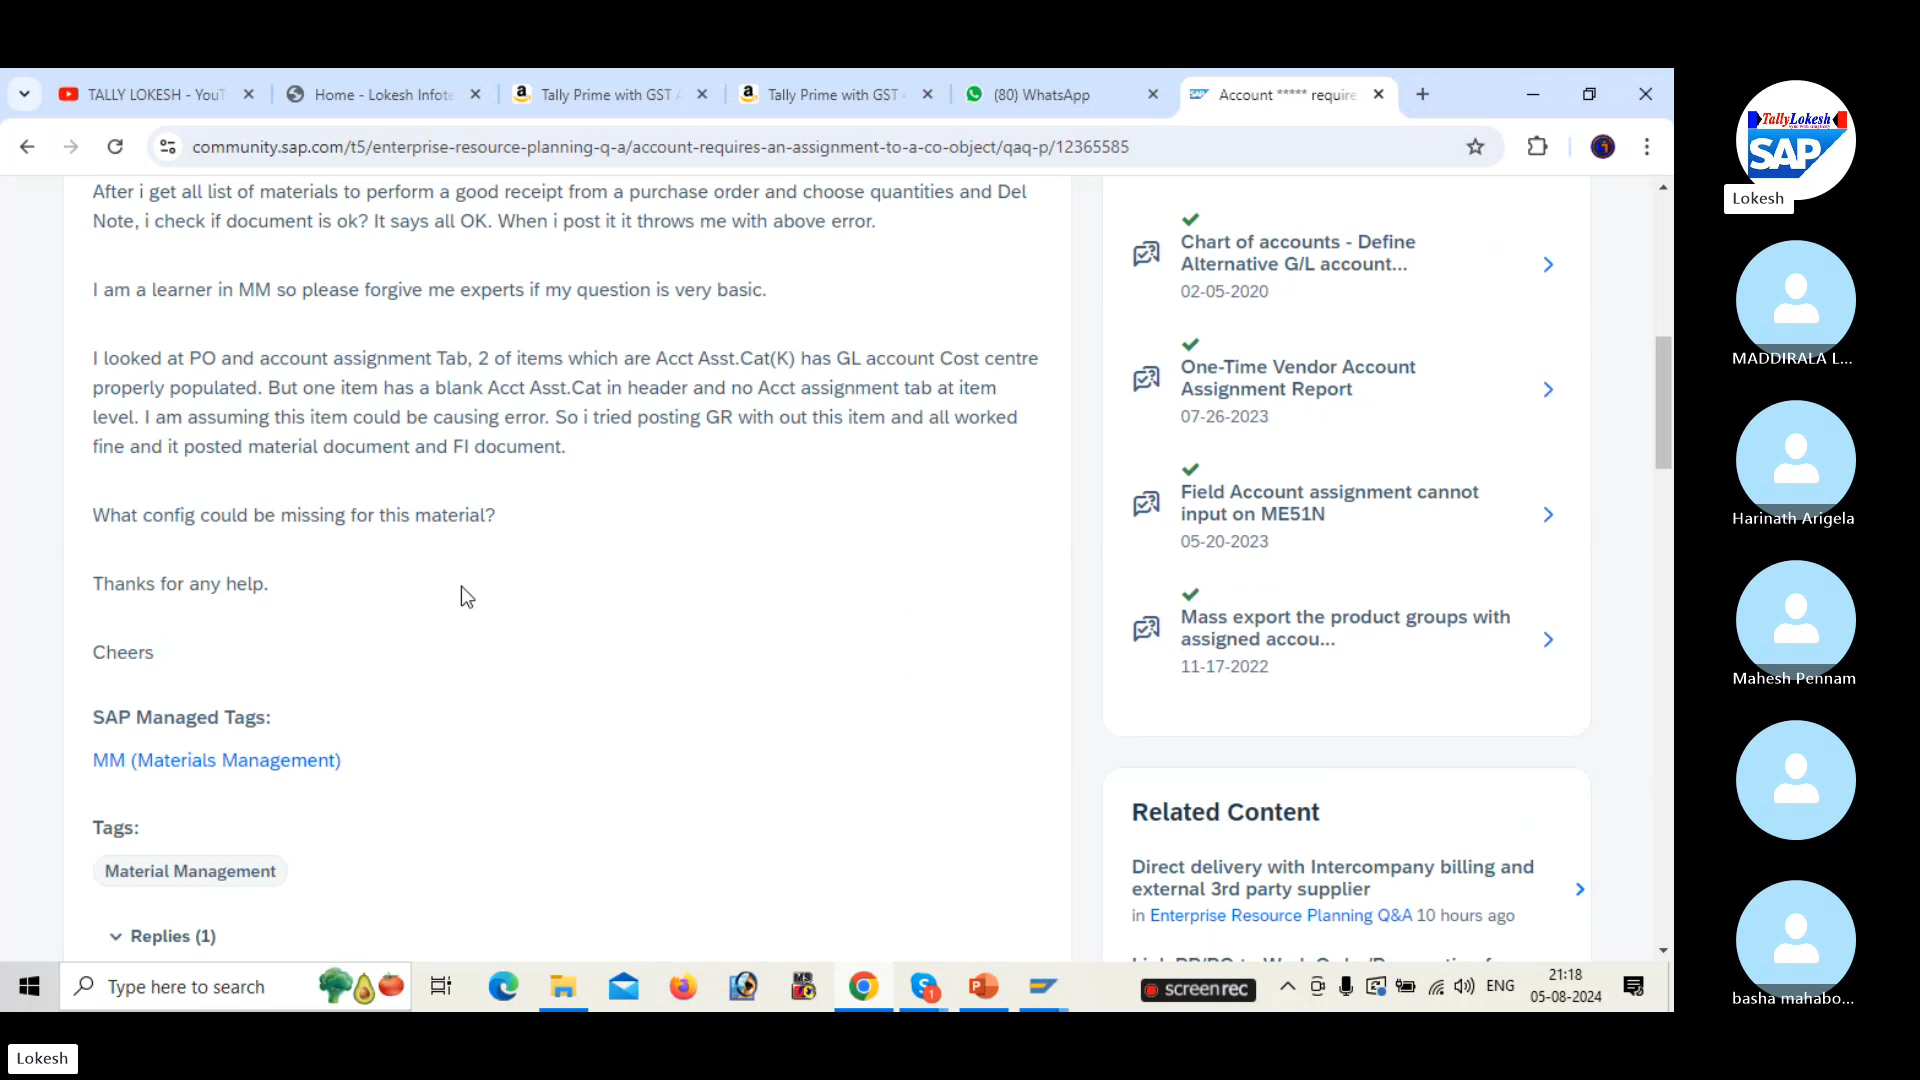 TALLY LOKESH - YouT
Home - Lokesh Infote
Tally Prime with GST
Tally Prime with GST -
(80) WhatsApp
Account ***** require
community.sap.com/t5/enterprise-resource-planning-q-a/account-requires-an-assignment-to-a-co-object/qaq-p/12365585
After i get all list of materials to perform a good receipt from a purchase order and choose quantities and Del
Note, i check if document is ok? It says all OK. When i post it it throws me with above error.
I am a learner in MM so please forgive me experts if my question is very basic.
I looked at PO and account assignment Tab, 2 of items which are Acct Asst.Cat(K) has GL account Cost centre
properly populated. But one item has a blank Acct Asst.Cat in header and no Acct assignment tab at item
level. I am assuming this item could be causing error. So i tried posting GR with out this item and all worked
fine and it posted material document and FI document.
What config could be missing for this material?
Thanks for any help.
Cheers
SAP Managed Tags:
MM (Materials Management)
Tags:
Material Management
Replies (1)
Chart of accounts - Define
Alternative G/L account...
02-05-2020
One-Time Vendor Account
Assignment Report
07-26-2023
Field Account assignment cannot
input on ME51N
05-20-2023
Mass export the product groups with
assigned accou...
11-17-2022
Related Content
Direct delivery with Intercompany billing and
external 3rd party supplier
in Enterprise Resource Planning Q&A 10 hours ago
Type here to search
screenrec
ENG
21:18
05-08-2024
TallyLokesh
SAP
Lokesh
MADDIRALA L...
Harinath Arigela
Mahesh Pennam
basha mahabo...
Lokesh